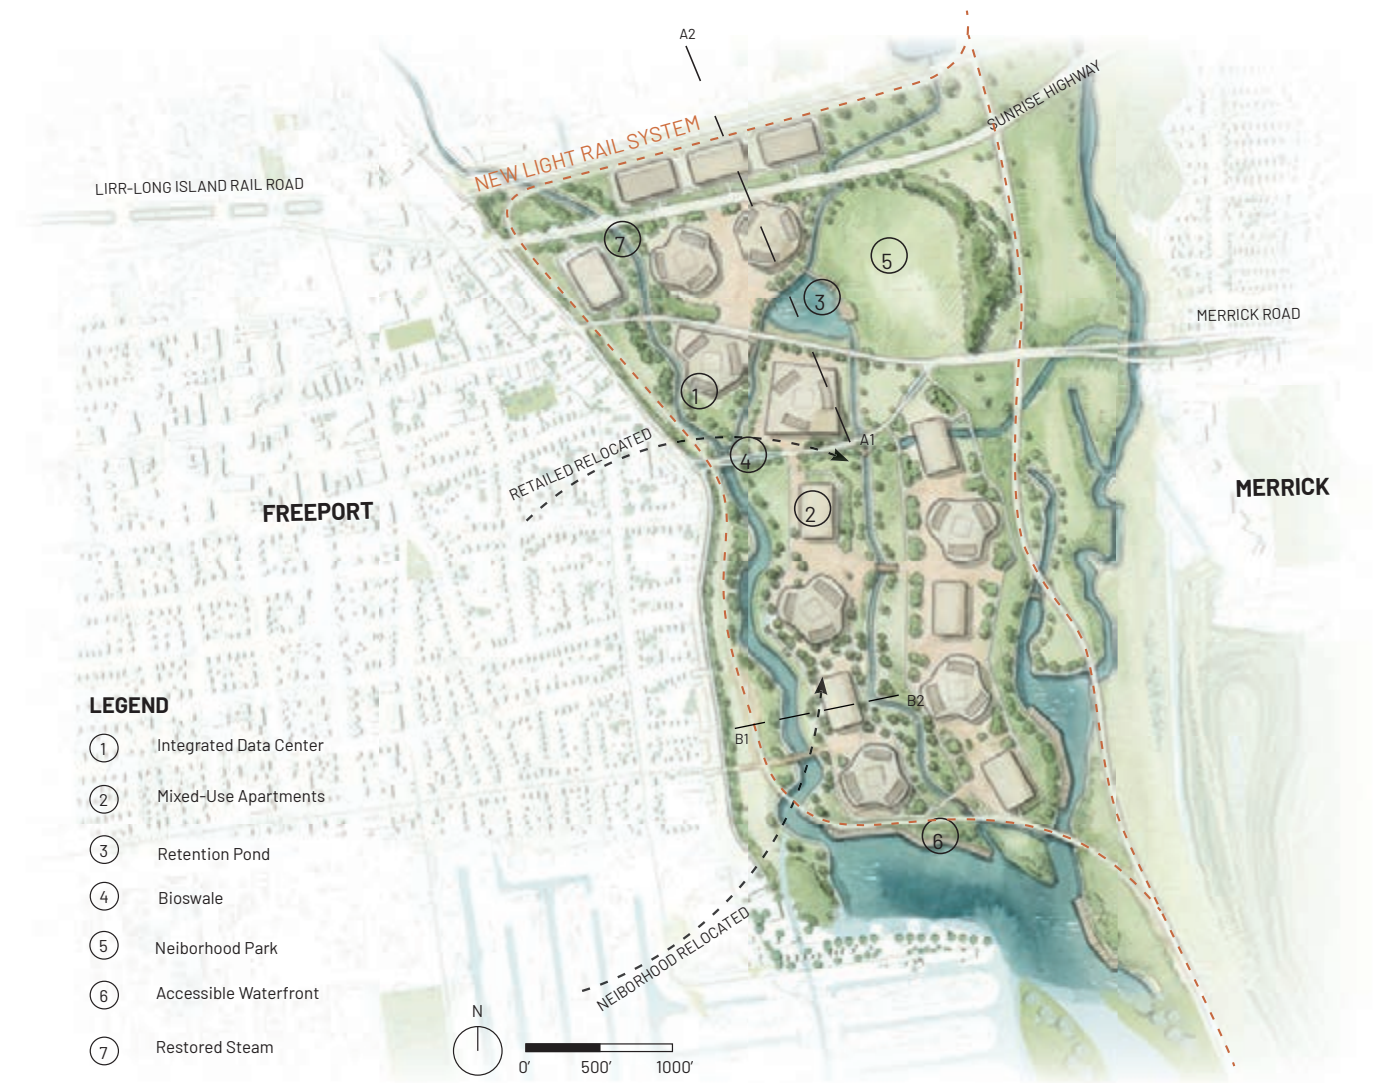 A2
SUNRISE HIGHWAY
NEW LIGHT RAIL SYSTEM
LIRR-LONG ISLAND RAIL ROAD
7
5
3
MERRICK ROAD
1
A1
RETAILED RELOCATED
4
MERRICK
FREEPORT
2
B2
B1
6
NEIBORHOOD RELOCATED
LEGEND
1 Integrated Data Center
2 Mixed-Use Apartments
3 Retention Pond
4 Bioswale
5 Neiborhood Park
6 Accessible Waterfront
7 Restored Steam
N
0' 500' 1000'